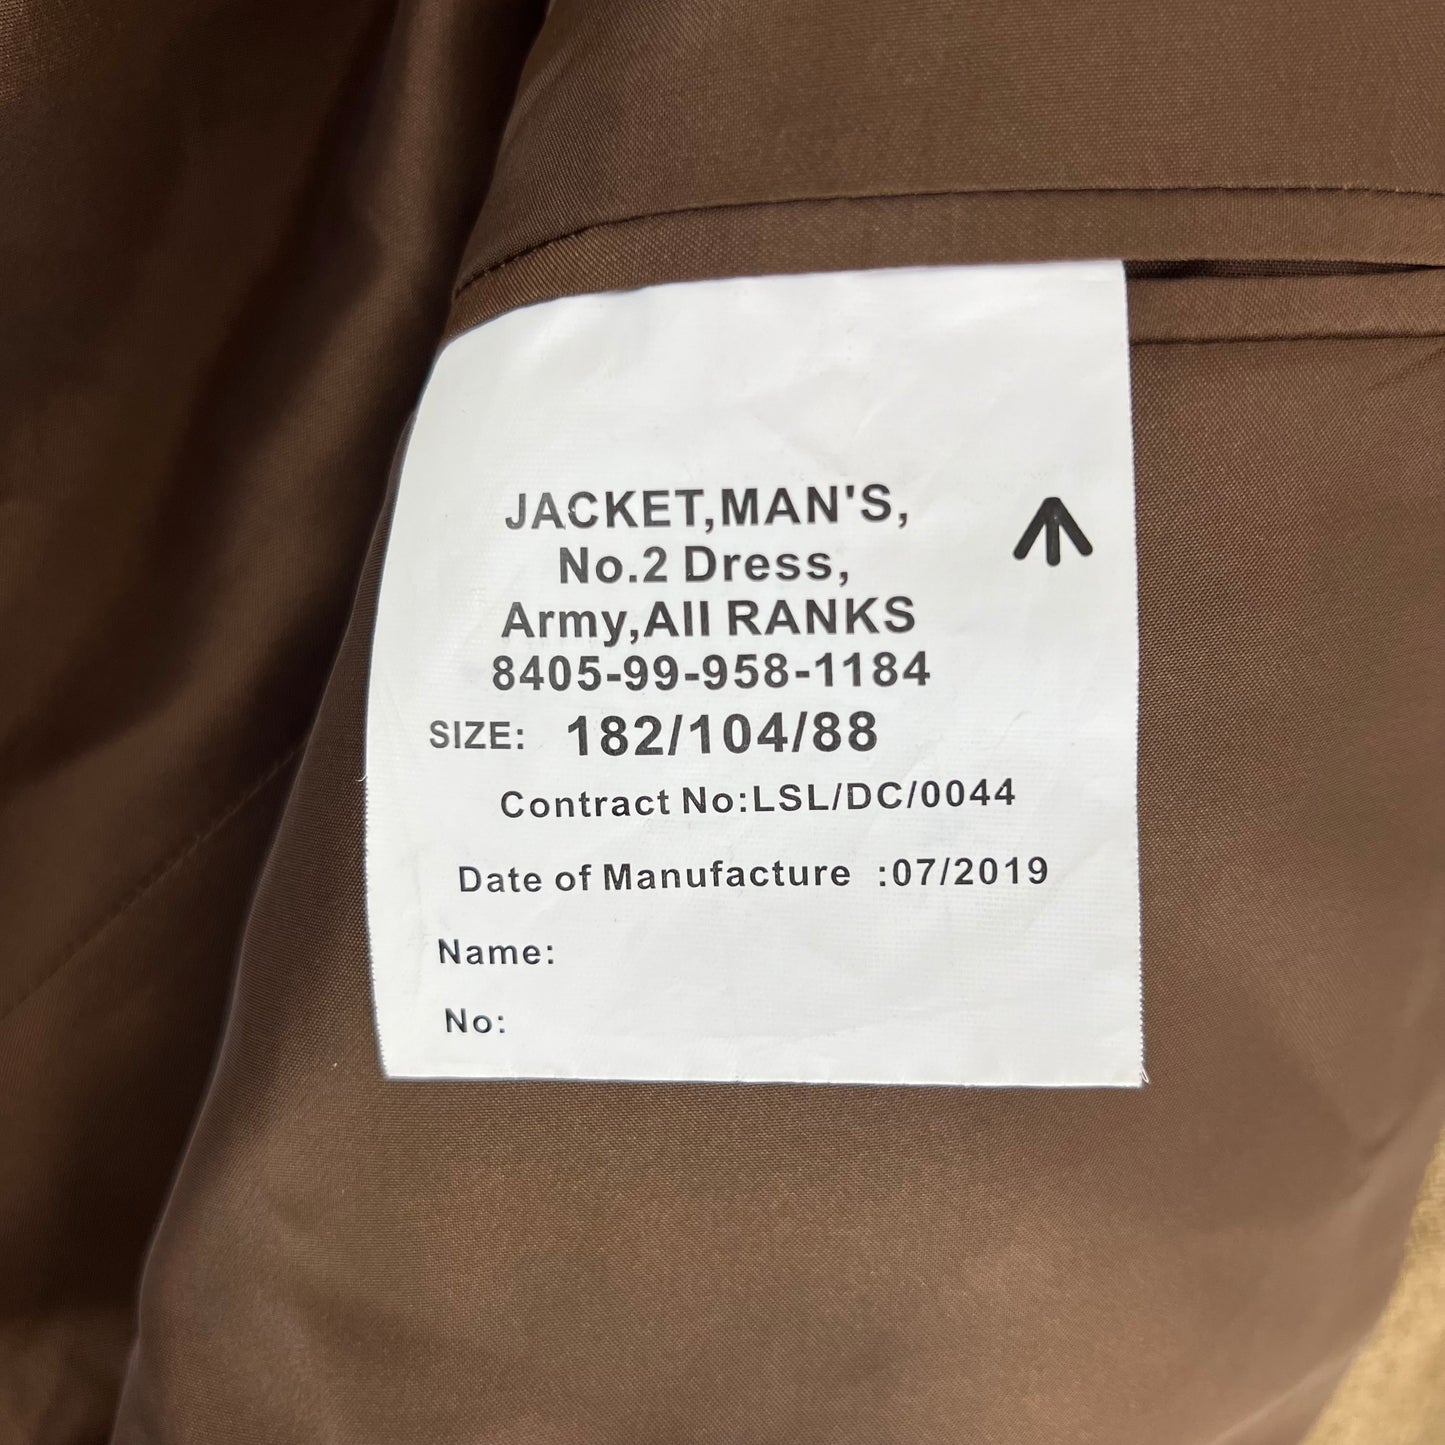 JACKET,MAN'S,
No.2 Dress,
Army,All RANKS
8405-99-958-1184
SIZE: 182/104/88
Contract No:LSL/DC/0044
Date of Manufacture :07/2019
Name:
No: